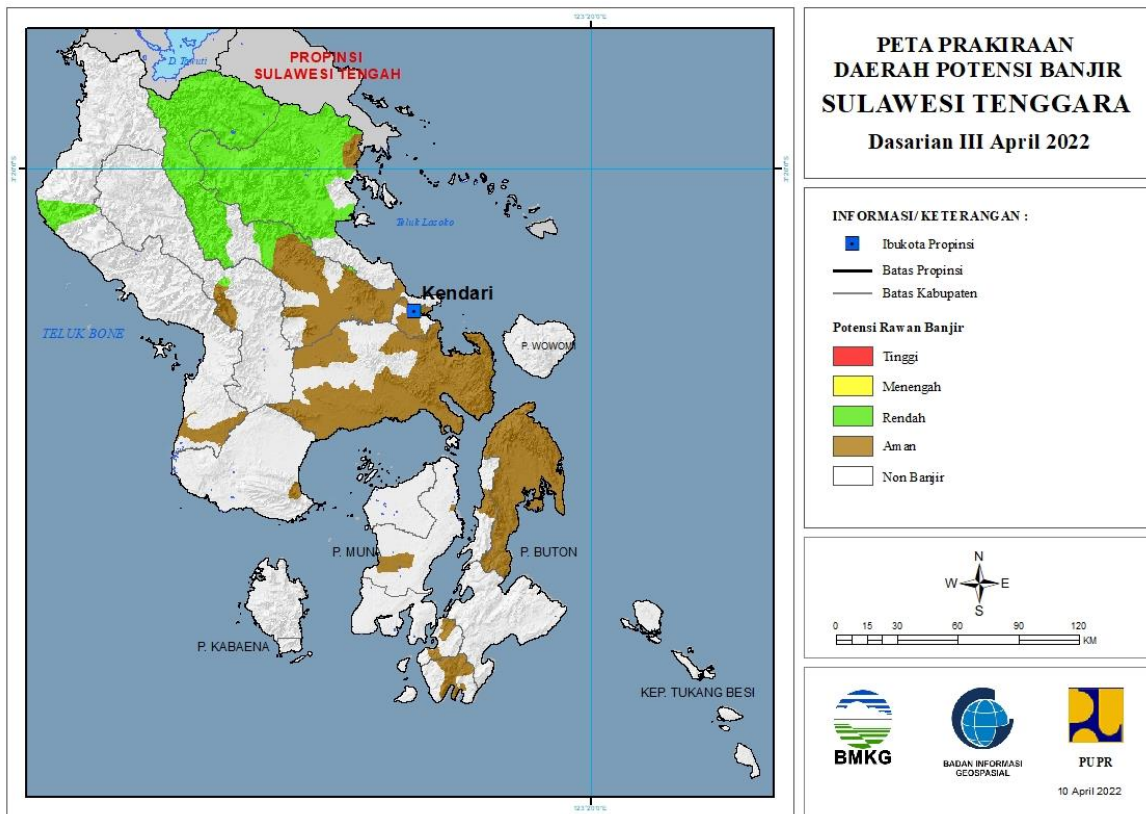 PETA PRAKIRAAN
DAERAH POTENSI BANJIR
SULAWESI TENGGARA
Dasarian III April 2022
INFORMASI/ KETERANGAN :
Ibukota Propinsi
Batas Propinsi
Batas Kabupaten
Potensi Rawan Banjir
Tinggi
Menengah
Rendah
Aman
Non Banjir
N
W E
S
0 15 30 60 90 120
KM
BMKG
BADAN INFORMASI
GEOSPASIAL
PUPR
10 April 2022
PROPINSI
SULAWESI TENGAH
Teluk Lasolo
Kendari
TELUK BONE
P. WOWONI
P. MUNA
P. BUTON
P. KABAENA
KEP. TUKANG BESI